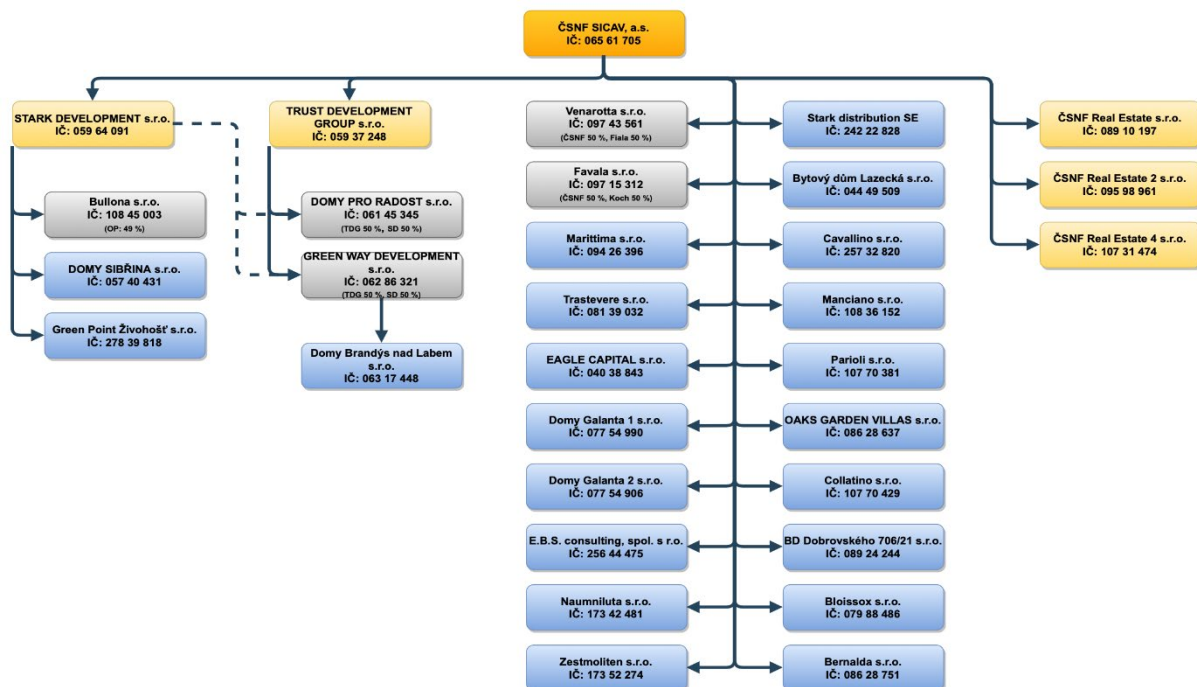 ČSNF SICAV, a.s.
IČ: 065 61 705
STARK DEVELOPMENT s.r.o.
IČ: 059 64 091
TRUST DEVELOPMENT
GROUP s.r.o.
IČ: 059 37 248
Bullona s.r.o.
IČ: 108 45 003
(OP: 49 %)
DOMY SIBŘINA s.r.o.
IČ: 057 40 431
Green Point Živohošť s.r.o.
IČ: 278 39 818
DOMY PRO RADOST s.r.o.
IČ: 061 45 345
(TDG 50 %, SD 50 %)
GREEN WAY DEVELOPMENT
s.r.o.
IČ: 062 86 321
(TDG 50 %, SD 50 %)
Domy Brandýs nad Labem
s.r.o.
IČ: 063 17 448
Venarotta s.r.o.
IČ: 097 43 561
(ČSNF 50 %, Fiala 50 %)
Favala s.r.o.
IČ: 097 15 312
(ČSNF 50 %, Koch 50 %)
Marittima s.r.o.
IČ: 094 26 396
Trastevere s.r.o.
IČ: 081 39 032
EAGLE CAPITAL s.r.o.
IČ: 040 38 843
Domy Galanta 1 s.r.o.
IČ: 077 54 990
Domy Galanta 2 s.r.o.
IČ: 077 54 906
E.B.S. consulting, spol. s r.o.
IČ: 256 44 475
Naumniluta s.r.o.
IČ: 173 42 481
Zestmoliten s.r.o.
IČ: 173 52 274
Stark distribution SE
IČ: 242 22 828
Bytový dům Lazecká s.r.o.
IČ: 044 49 509
Cavallino s.r.o.
IČ: 257 32 820
Manciano s.r.o.
IČ: 108 36 152
Parioli s.r.o.
IČ: 107 70 381
OAKS GARDEN VILLAS s.r.o.
IČ: 086 28 637
Collatino s.r.o.
IČ: 107 70 429
BD Dobrovského 706/21 s.r.o.
IČ: 089 24 244
Bloissox s.r.o.
IČ: 079 88 486
Bernalda s.r.o.
IČ: 086 28 751
ČSNF Real Estate s.r.o.
IČ: 089 10 197
ČSNF Real Estate 2 s.r.o.
IČ: 095 98 961
ČSNF Real Estate 4 s.r.o.
IČ: 107 31 474